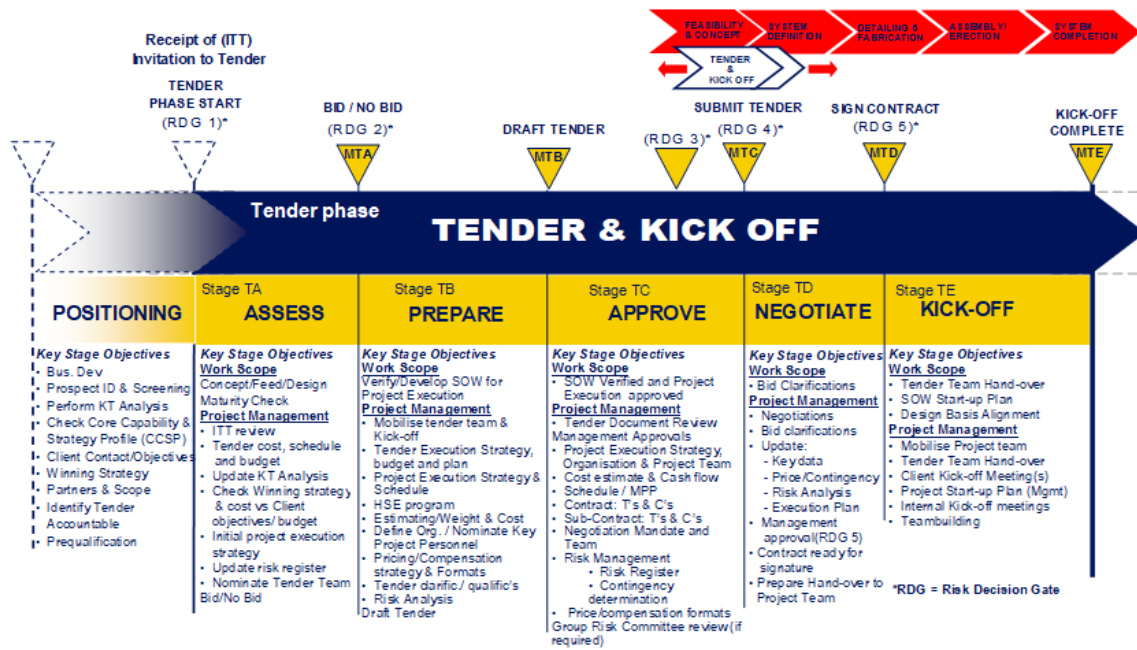 FEASIBILITY
& CONCEPT
SYSTEM
DEFINITION
DETAILING &
FABRICATION
ASSEMBLY/
ERECTION
SYSTEM
COMPLETION
TENDER
&
KICK OFF
Receipt of (ITT)
Invitation to Tender
TENDER
PHASE START
(RDG 1)*
BID / NO BID
(RDG 2)*
DRAFT TENDER
(RDG 3)*
SUBMIT TENDER
(RDG 4)*
SIGN CONTRACT
(RDG 5)*
KICK-OFF
COMPLETE
MTA
MTB
MTC
MTD
MTE
Tender phase
TENDER & KICK OFF
POSITIONING
Key Stage Objectives
• Bus. Dev
• Prospect ID & Screening
• Perform KT Analysis
• Check Core Capability &
Strategy Profile (CCSP)
• Client Contact/Objectives
• Winning Strategy
• Partners & Scope
• Identify Tender
Accountable
• Prequalification
Stage TA
ASSESS
Key Stage Objectives
Work Scope
Concept/Feed/Design
Maturity Check
Project Management
• ITT review
• Tender cost, schedule
and budget
• Update KT Analysis
• Check Winning strategy
& cost vs Client
objectives/ budget
• Initial project execution
strategy
• Update risk register
• Nominate Tender Team
Bid/No Bid
Stage TB
PREPARE
Key Stage Objectives
Work Scope
Verify/Develop SOW for
Project Execution
Project Management
• Mobilise tender team &
Kick-off
• Tender Execution Strategy,
budget and plan
• Project Execution Strategy &
Schedule
• HSE program
• Estimating/Weight & Cost
• Define Org. / Nominate Key
Project Personnel
• Pricing/Compensation
strategy & Formats
• Tender clarific./ qualific's
• Risk Analysis
Draft Tender
Stage TC
APPROVE
Key Stage Objectives
Work Scope
• SOW Verified and Project
Execution approved
Project Management
• Tender Document Review
Management Approvals
• Project Execution Strategy,
Organisation & Project Team
• Cost estimate & Cash flow
• Schedule / MPP
• Contract: T's & C's
• Sub-Contract: T's & C's
• Negotiation Mandate and
Team
• Risk Management
• Risk Register
• Contingency
determination
• Price/compensation formats
Group Risk Committee review (if
required)
Stage TD
NEGOTIATE
Key Stage Objectives
Work Scope
• Bid Clarifications
Project Management
• Negotiations
• Bid clarifications
• Update:
- Key data
- Price/Contingency
- Risk Analysis
- Execution Plan
• Management
approval(RDG 5)
• Contract ready for
signature
• Prepare Hand-over to
Project Team
Stage TE
KICK-OFF
Key Stage Objectives
Work Scope
• Tender Team Hand-over
• SOW Start-up Plan
• Design Basis Alignment
Project Management
• Mobilise Project team
• Tender Team Hand-over
• Client Kick-off Meeting(s)
• Project Start-up Plan (Mgmt)
• Internal Kick-off meetings
• Teambuilding
*RDG = Risk Decision Gate